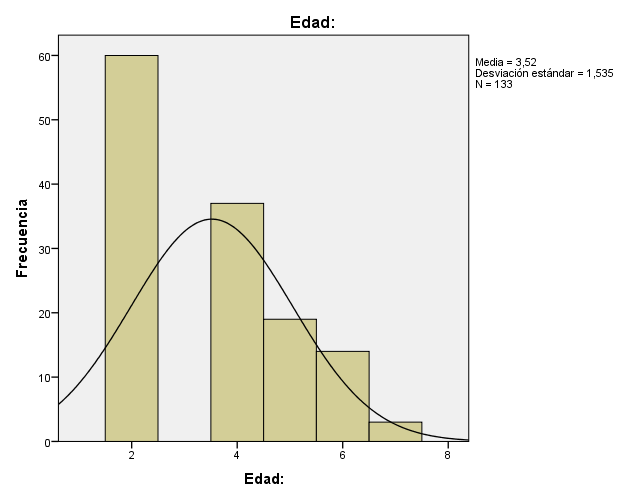 Edad:
Media = 3,52
Desviación estándar = 1,535
N = 133
Frecuencia
60
50
40
30
20
10
0
2 4 6 8
Edad: